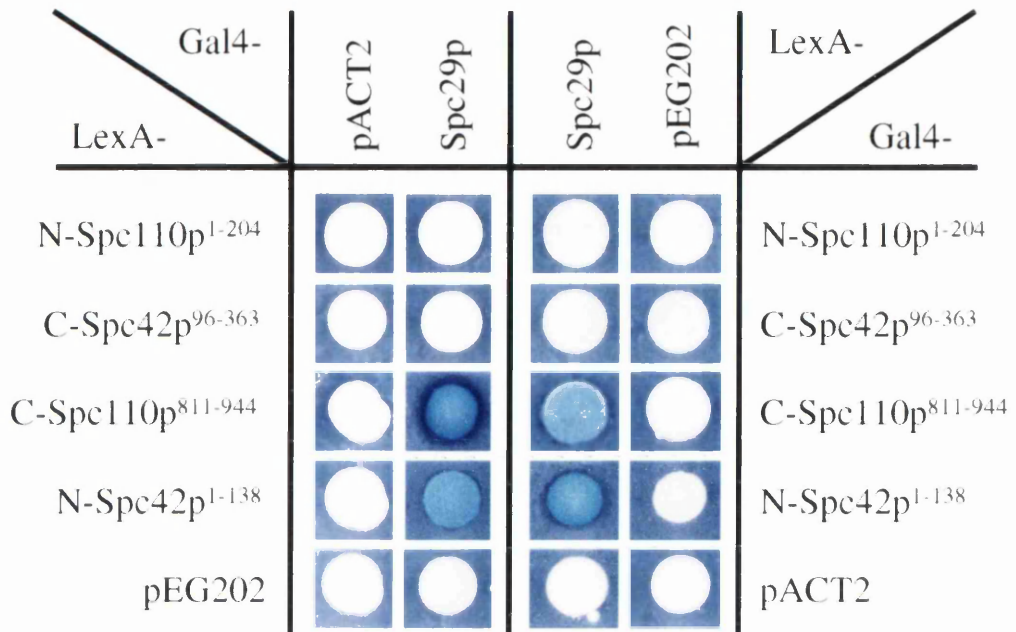 Gal4-
LexA-
pACT2
Spc29p
Spc29p
pEG202
LexA-
Gal4-
N-Spc110p1-204
N-Spc110p1-204
C-Spc42p96-363
C-Spc42p96-363
C-Spc110p811-944
C-Spc110p811-944
N-Spc42p1-138
N-Spc42p1-138
pEG202
pACT2